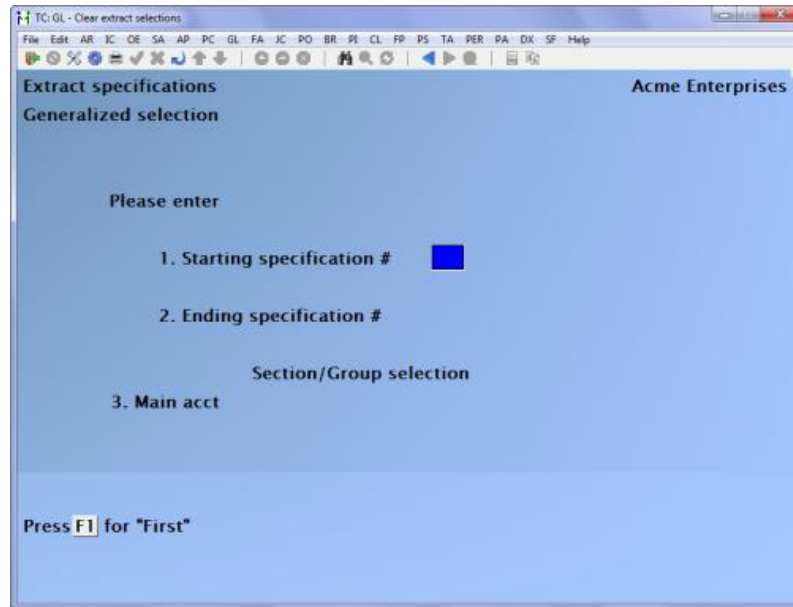 TC: GL - Clear extract selections
File Edit AR IC OE SA AP PC GL FA JC PO BR PI CL FP PS TA PER PA DX SF Help
Extract specifications Acme Enterprises
Generalized selection
Please enter
1. Starting specification #
2. Ending specification #
Section/Group selection
3. Main acct
Press F1 for "First"